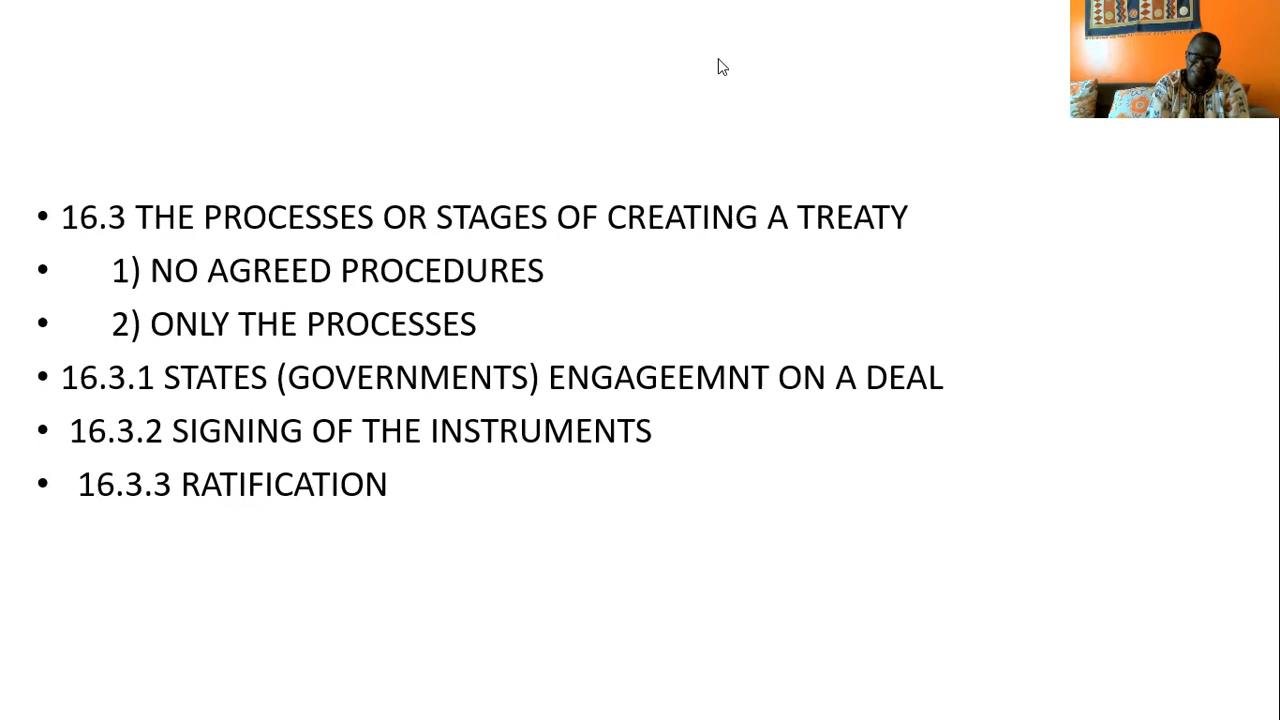 • 16.3 THE PROCESSES OR STAGES OF CREATING A TREATY
• 1) NO AGREED PROCEDURES
• 2) ONLY THE PROCESSES
• 16.3.1 STATES (GOVERNMENTS) ENGAGEEMNT ON A DEAL
• 16.3.2 SIGNING OF THE INSTRUMENTS
• 16.3.3 RATIFICATION